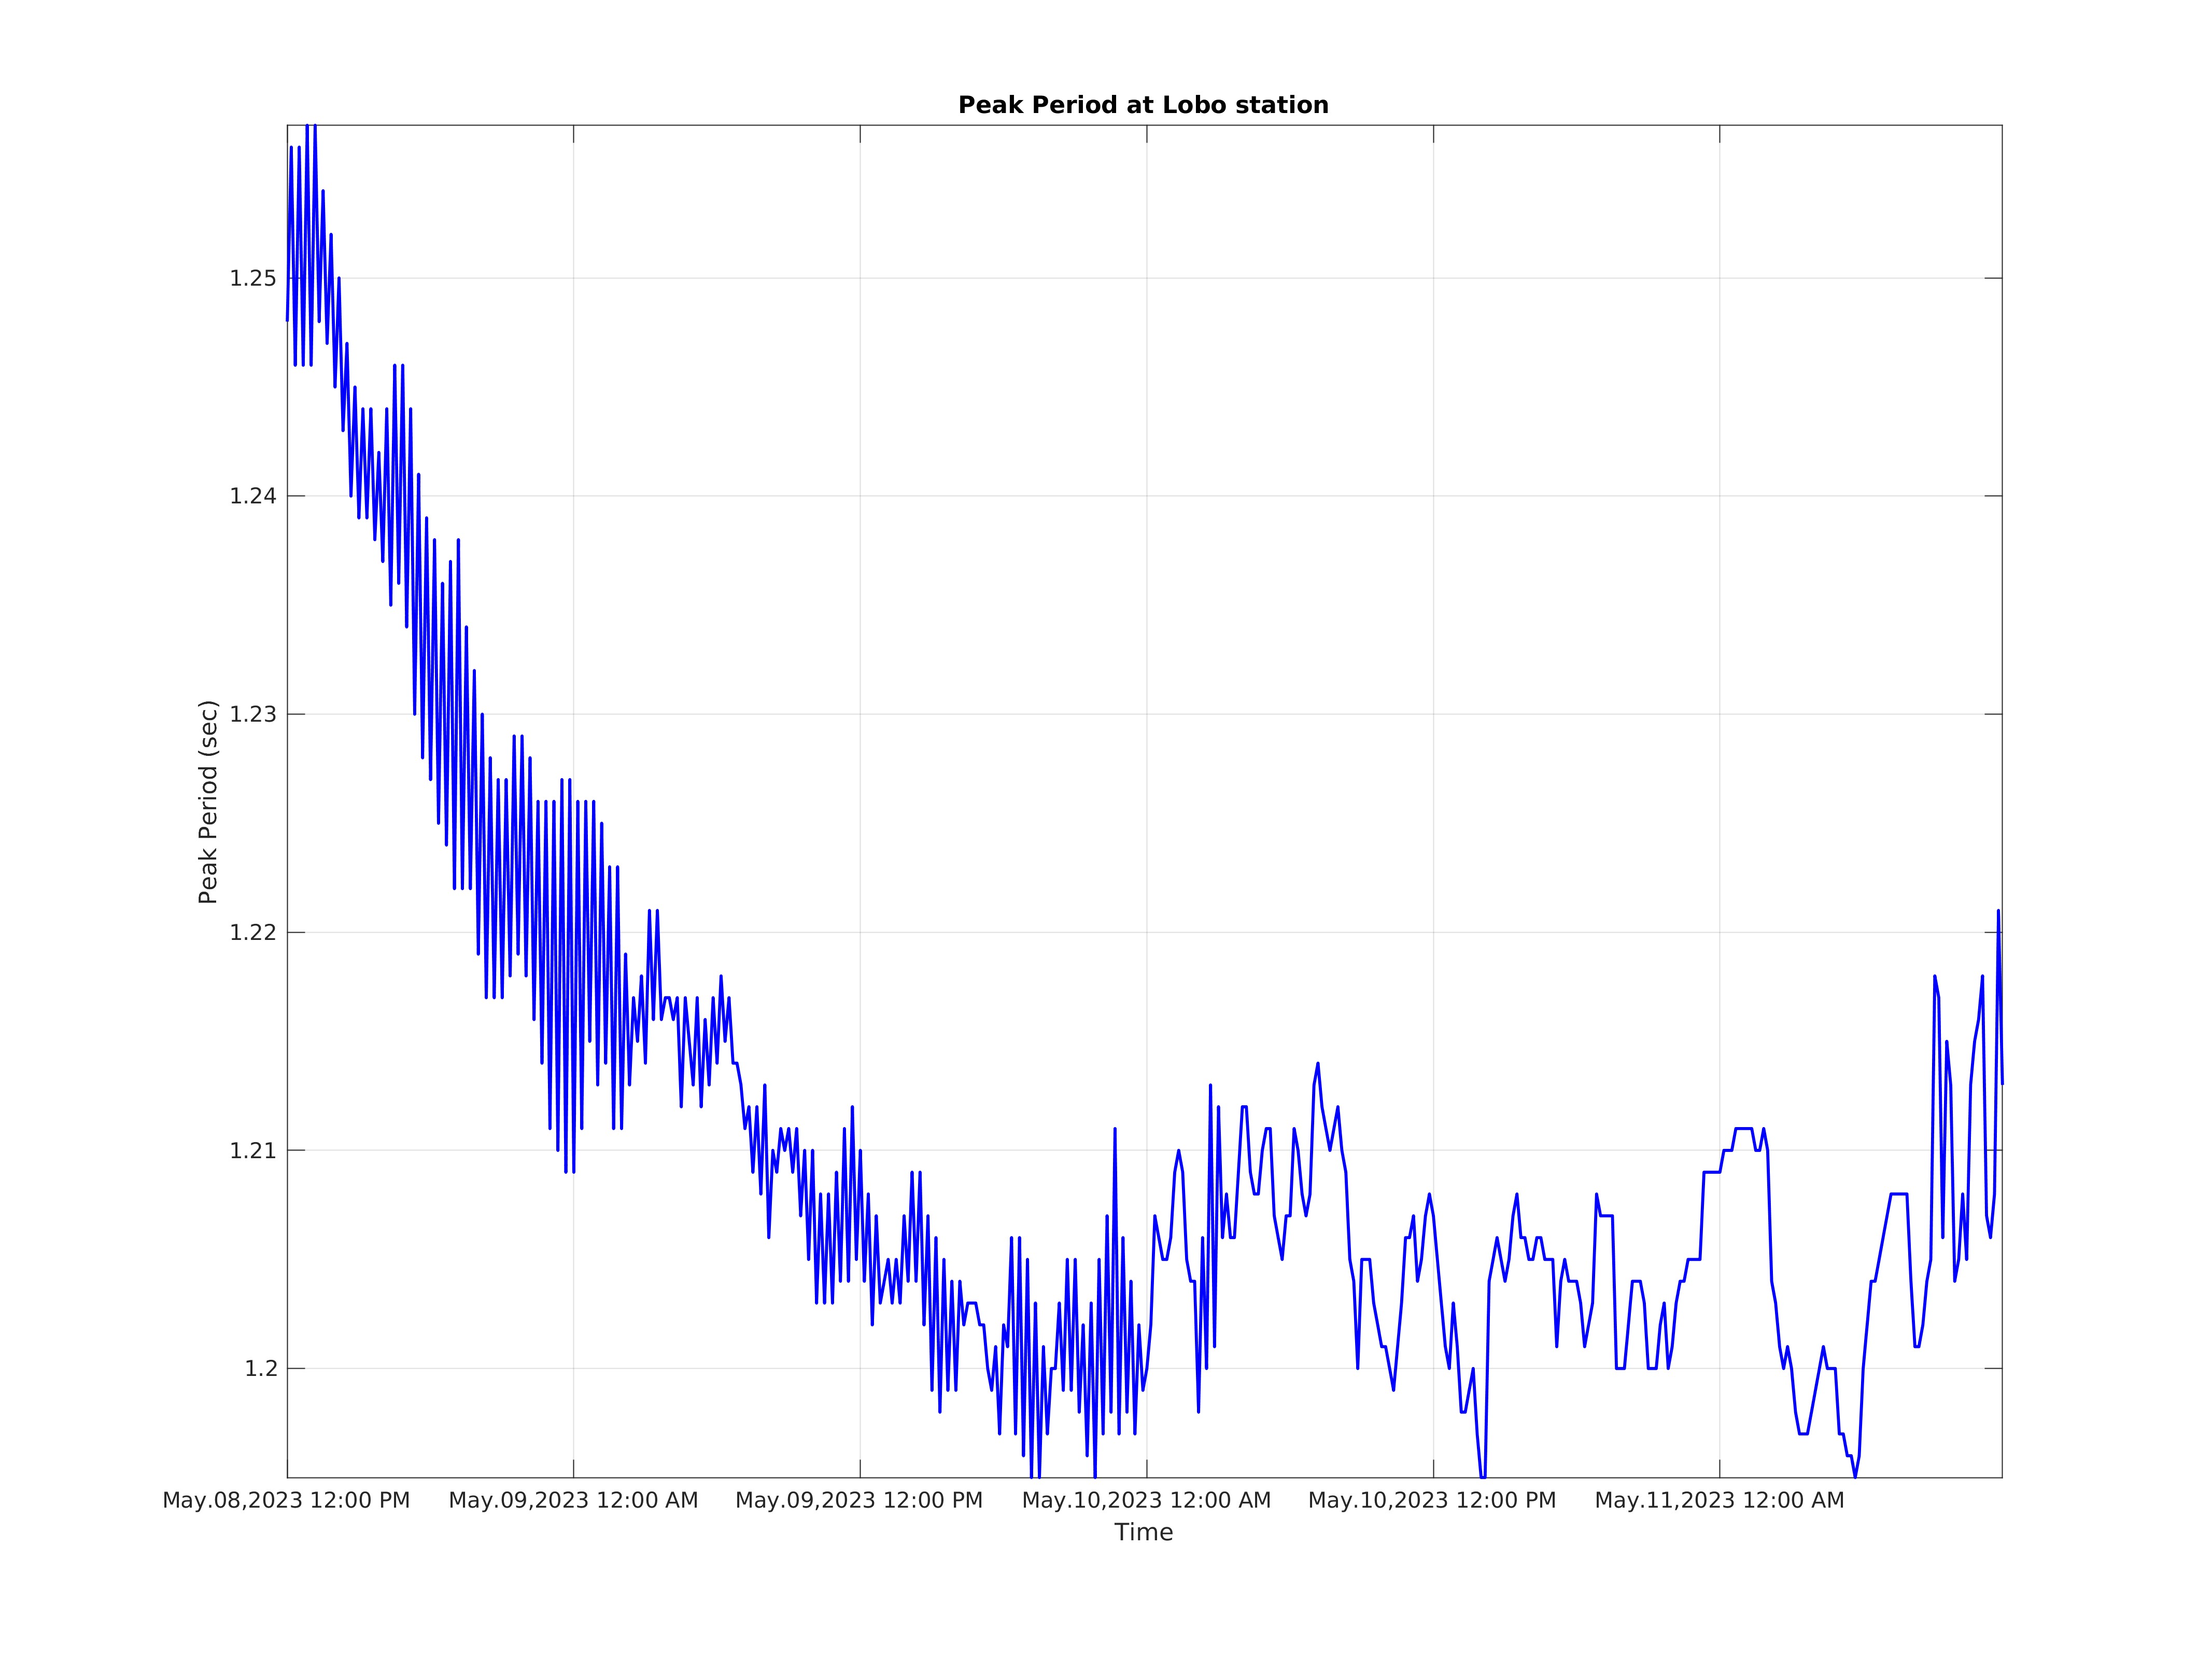 Peak Period at Lobo station
Peak Period (sec)
1.25
1.24
1.23
1.22
1.21
1.2
May.08,2023 12:00 PM May.09,2023 12:00 AM May.09,2023 12:00 PM May.10,2023 12:00 AM May.10,2023 12:00 PM May.11,2023 12:00 AM
Time